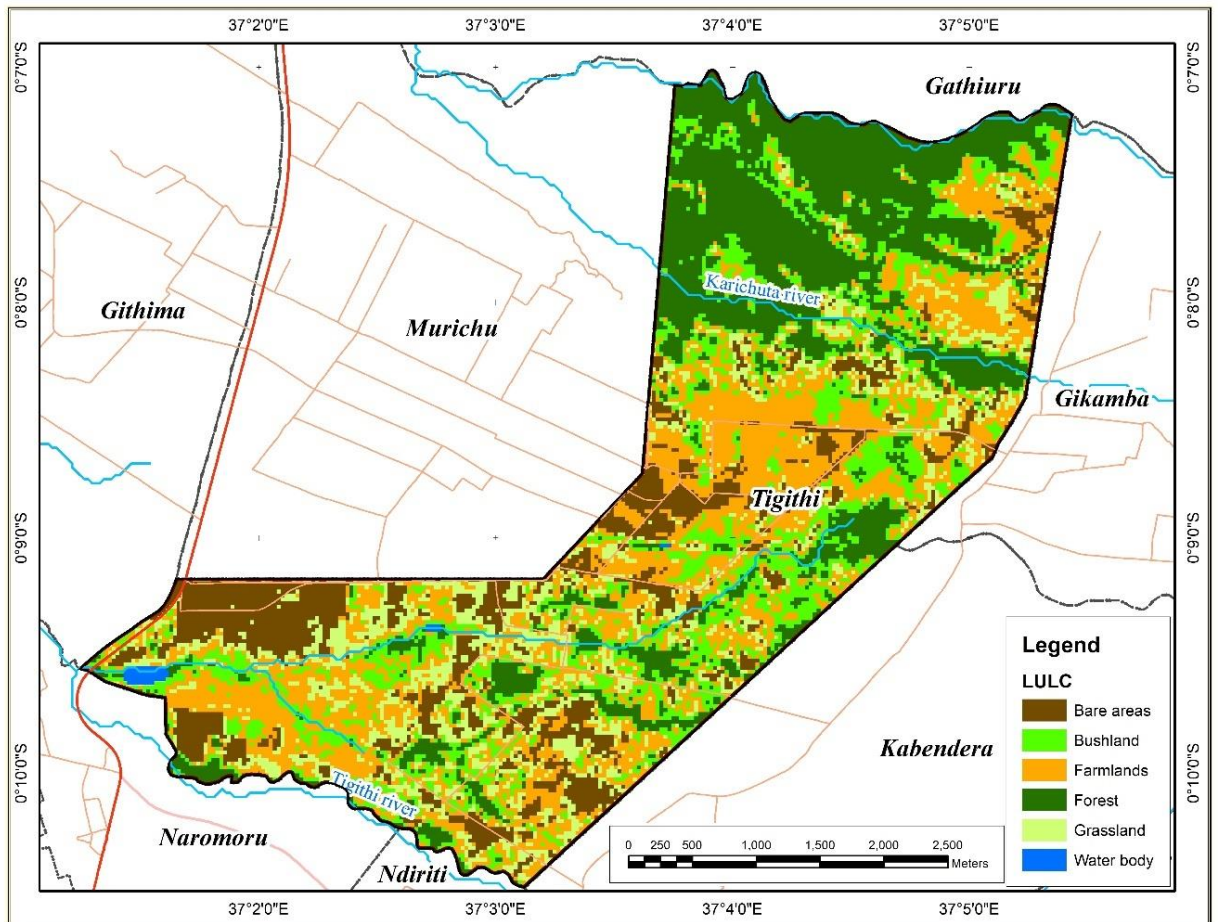 37°2'0"E 37°3'0"E 37°4'0"E 37°5'0"E
0°7'0"S 0°7'0"S
Gathiuru
Karichuta river
0°8'0"S 0°8'0"S
Githima Murichu
Gikamba
Tigithi
0°9'0"S 0°9'0"S
Legend
LULC
Bare areas
Bushland
Farmlands
Forest
Grassland
Water body
Kabendera
0°10'0"S 0°10'0"S
Tigithi river
Naromoru
Ndiriti
0 250 500 1,000 1,500 2,000 2,500
Meters
37°2'0"E 37°3'0"E 37°4'0"E 37°5'0"E